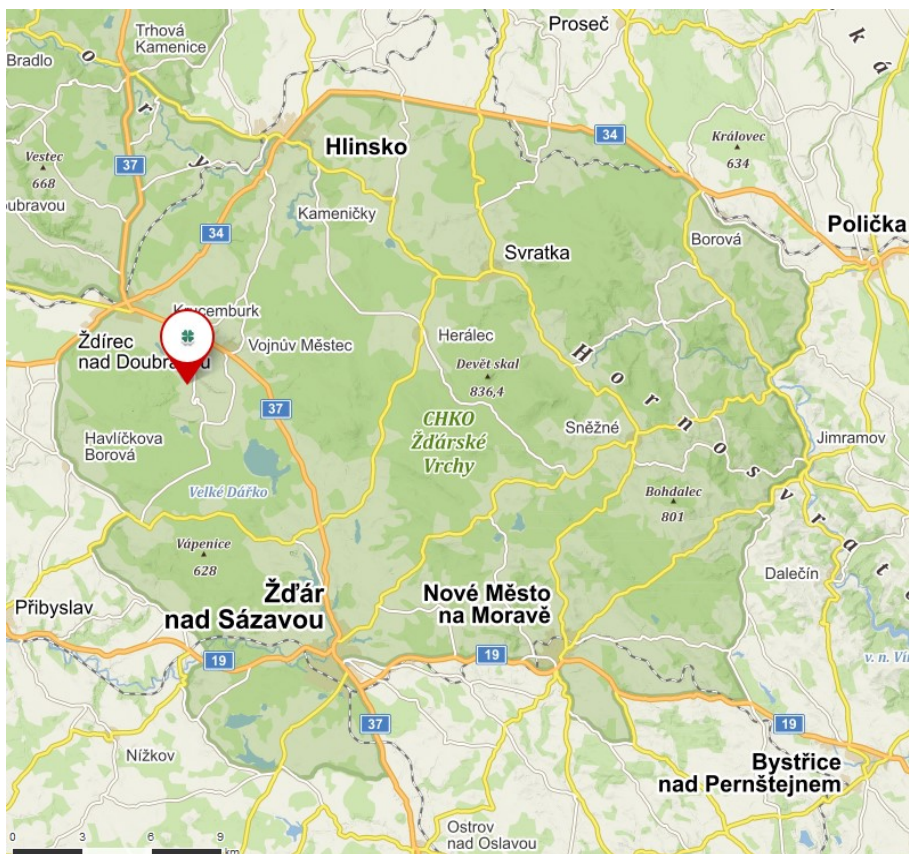 Trhová
Kamenice
Proseč
k
á
Bradlo
o
r
y
Vestec
668
37
Hlinsko
34
Královec
634
Kameničky
34
Svratka
Borová
Polička
Ždírec
nad Doubravou
Vojnův Městec
Herálec
Devět skal
836,4
H
o
r
n
o
s
v
r
a
t
Havlíčkova
Borová
37
CHKO
Žďárské
Vrchy
Sněžné
Jimramov
Velké Dářko
Bohdalec
801
Vápenice
628
Dalečín
Přibyslav
Žďár
nad Sázavou
Nové Město
na Moravě
19
19
v. n. Ví
37
19
Nížkov
Bystřice
nad Pernštejnem
Ostrov
nad Oslavou
0 3 6 9
km